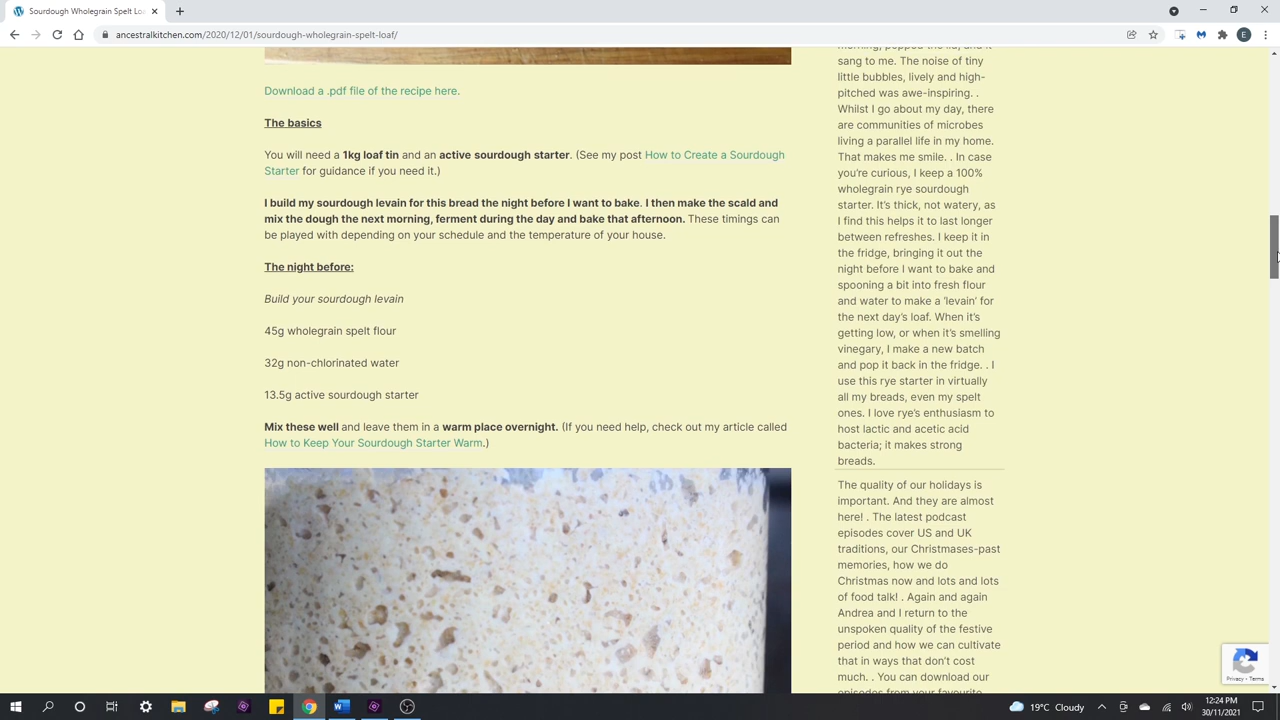 Sourdough Wholegrain Spelt Loa
ancestralkitchen.com/2020/12/01/sourdough-wholegrain-spelt-loaf/
E
Download a .pdf file of the recipe here.
The basics
You will need a 1kg loaf tin and an active sourdough starter. (See my post How to Create a Sourdough
Starter for guidance if you need it.)
I build my sourdough levain for this bread the night before I want to bake. I then make the scald and
mix the dough the next morning, ferment during the day and bake that afternoon. These timings can
be played with depending on your schedule and the temperature of your house.
The night before:
Build your sourdough levain
45g wholegrain spelt flour
32g non-chlorinated water
13.5g active sourdough starter
Mix these well and leave them in a warm place overnight. (If you need help, check out my article called
How to Keep Your Sourdough Starter Warm.)
morning, popped the lid, and it
sang to me. The noise of tiny
little bubbles, lively and high-
pitched was awe-inspiring. .
Whilst I go about my day, there
are communities of microbes
living a parallel life in my home.
That makes me smile. . In case
you're curious, I keep a 100%
wholegrain rye sourdough
starter. It's thick, not watery, as
I find this helps it to last longer
between refreshes. I keep it in
the fridge, bringing it out the
night before I want to bake and
spooning a bit into fresh flour
and water to make a 'levain' for
the next day's loaf. When it's
getting low, or when it's smelling
vinegary, I make a new batch
and pop it back in the fridge. . I
use this rye starter in virtually
all my breads, even my spelt
ones. I love rye's enthusiasm to
host lactic and acetic acid
bacteria; it makes strong
breads.
The quality of our holidays is
important. And they are almost
here! . The latest podcast
episodes cover US and UK
traditions, our Christmases-past
memories, how we do
Christmas now and lots and lots
of food talk! . Again and again
Andrea and I return to the
unspoken quality of the festive
period and how we can cultivate
that in ways that don't cost
much. . You can download our
episodes from your favourite
Privacy - Terms
19°C Cloudy
12:24 PM
30/11/2021